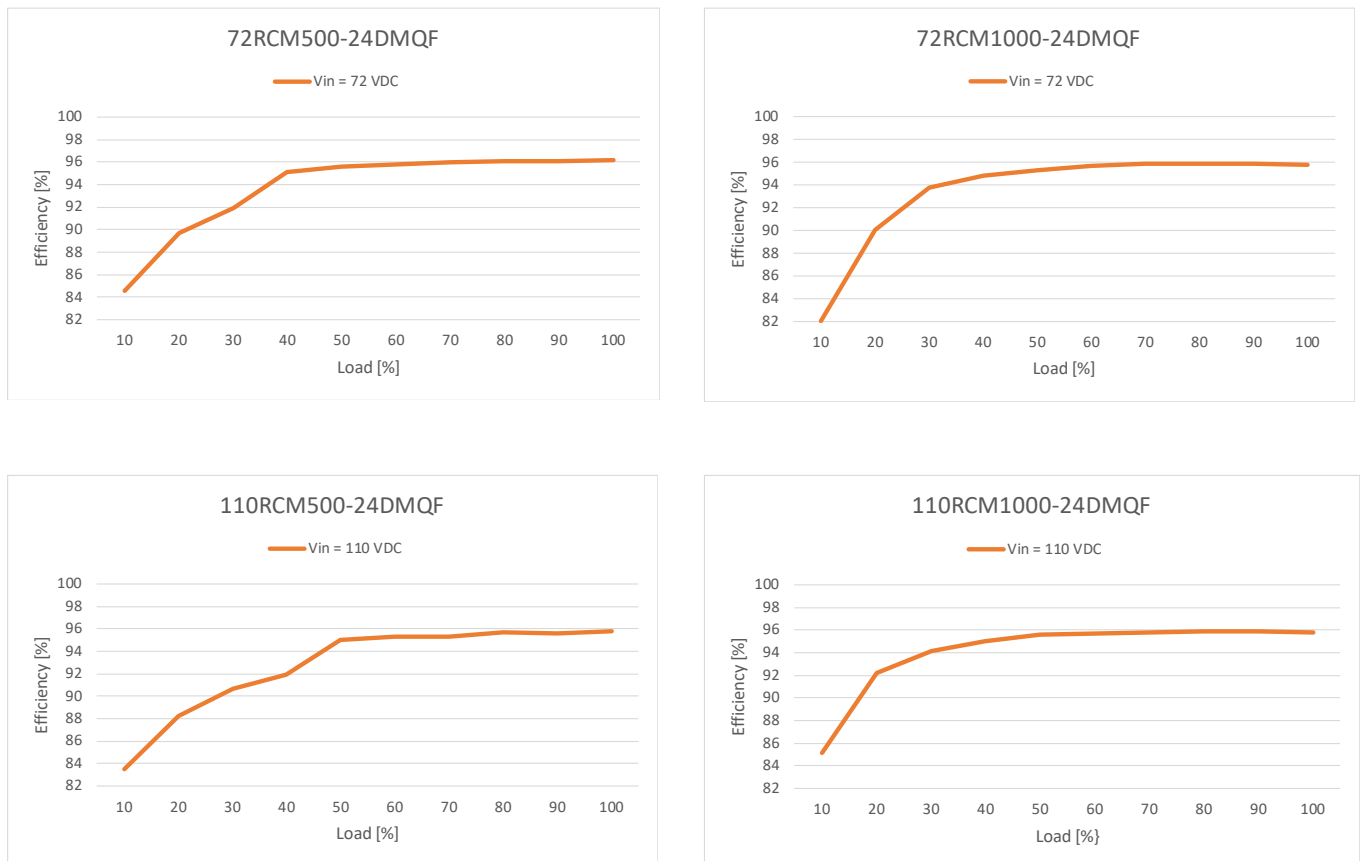 72RCM500-24DMQF
Vin = 72 VDC
100
98
96
94
92
90
88
86
84
82
Efficiency [%]
10 20 30 40 50 60 70 80 90 100
Load [%]
72RCM1000-24DMQF
Vin = 72 VDC
100
98
96
94
92
90
88
86
84
82
Efficiency [%]
10 20 30 40 50 60 70 80 90 100
Load [%]
110RCM500-24DMQF
Vin = 110 VDC
100
98
96
94
92
90
88
86
84
82
Efficiency [%]
10 20 30 40 50 60 70 80 90 100
Load [%]
110RCM1000-24DMQF
Vin = 110 VDC
100
98
96
94
92
90
88
86
84
82
Efficiency [%]
10 20 30 40 50 60 70 80 90 100
Load [%}